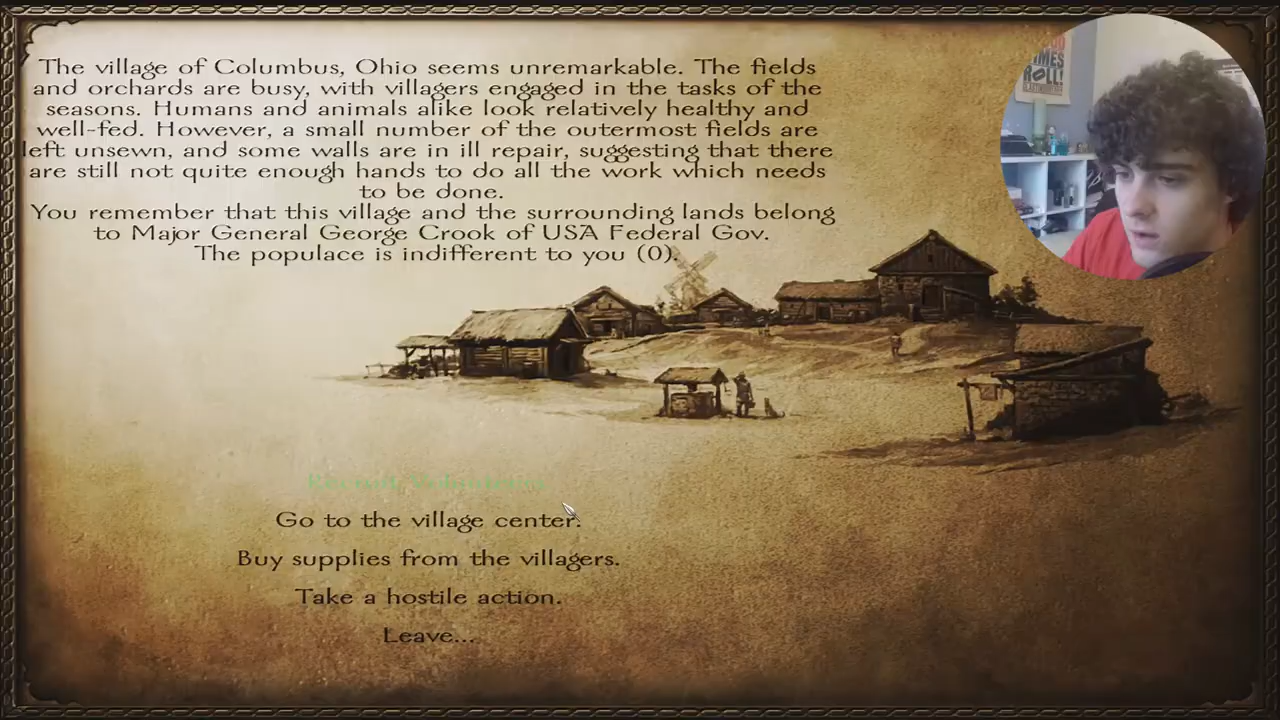 The village of Columbus, Ohio seems unremarkable. The fields
and orchards are busy, with villagers engaged in the tasks of the
seasons. Humans and animals alike look relatively healthy and
well-fed. However, a small number of the outermost fields are
left unsewn, and some walls are in ill repair, suggesting that there
are still not quite enough hands to do all the work which needs
to be done.
You remember that this village and the surrounding lands belong
to Major General George Crook of USA Federal Gov.
The populace is indifferent to you (0).
Recruit Volunteers.
Go to the village center.
Buy supplies from the villagers.
Take a hostile action.
Leave...
ROLL!